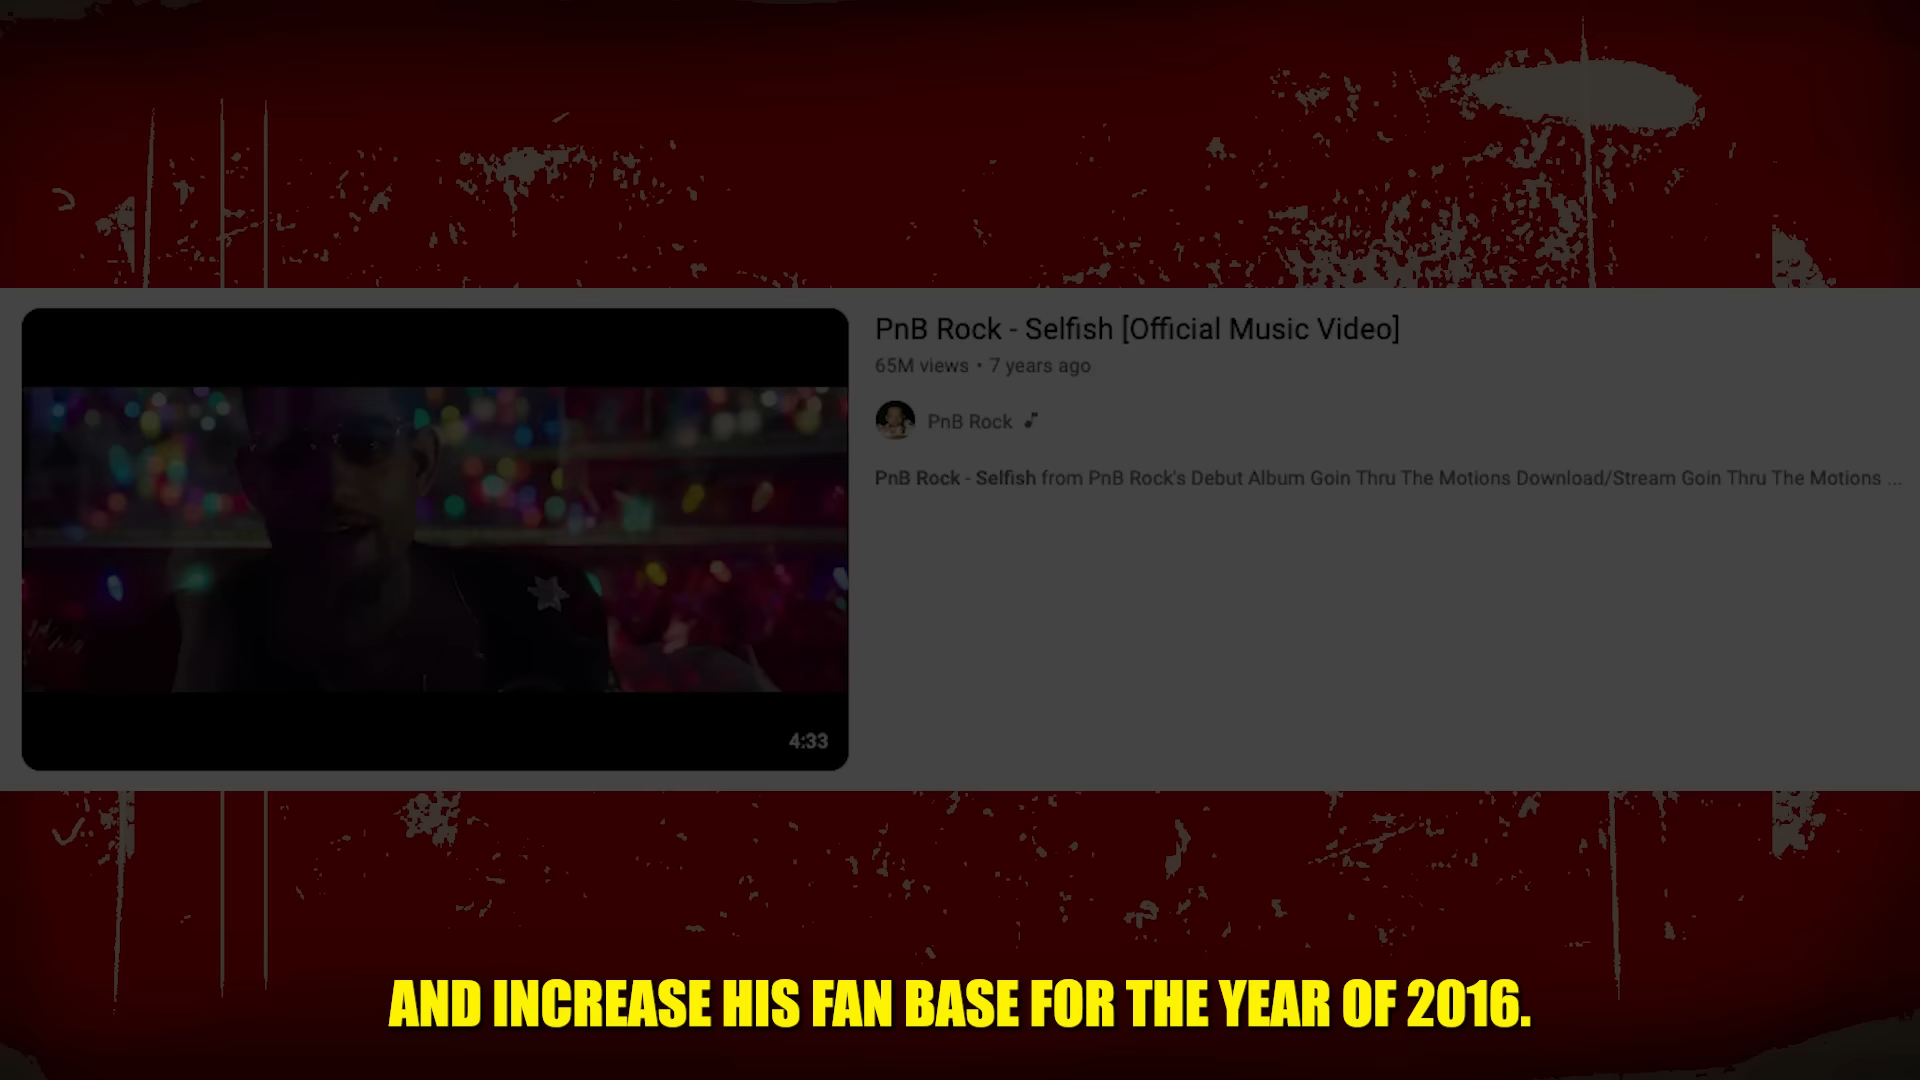 PnB Rock - Selfish [Official Music Video]
65M views • 7 years ago
PnB Rock
PnB Rock - Selfish from PnB Rock's Debut Album Goin Thru The Motions Download/Stream Goin Thru The Motions ...
4:33
AND INCREASE HIS FAN BASE FOR THE YEAR OF 2016.